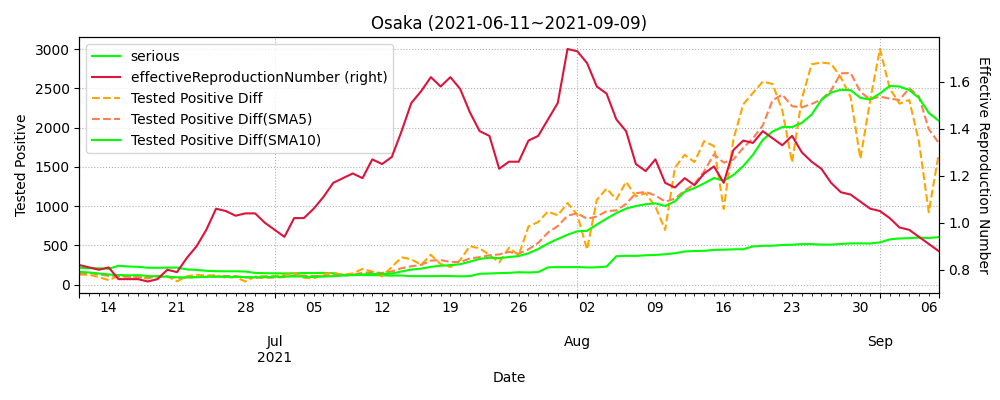 Osaka (2021-06-11~2021-09-09)
serious
effectiveReproductionNumber (right)
Tested Positive Diff
Tested Positive Diff(SMA5)
Tested Positive Diff(SMA10)
Tested Positive
3000
2500
2000
1500
1000
500
0
1.6
1.4
1.2
1.0
0.8
Effective Reproduction Number
14 21 28 05 12 19 26 02 09 16 23 30 06
Jul Aug Sep
2021
Date